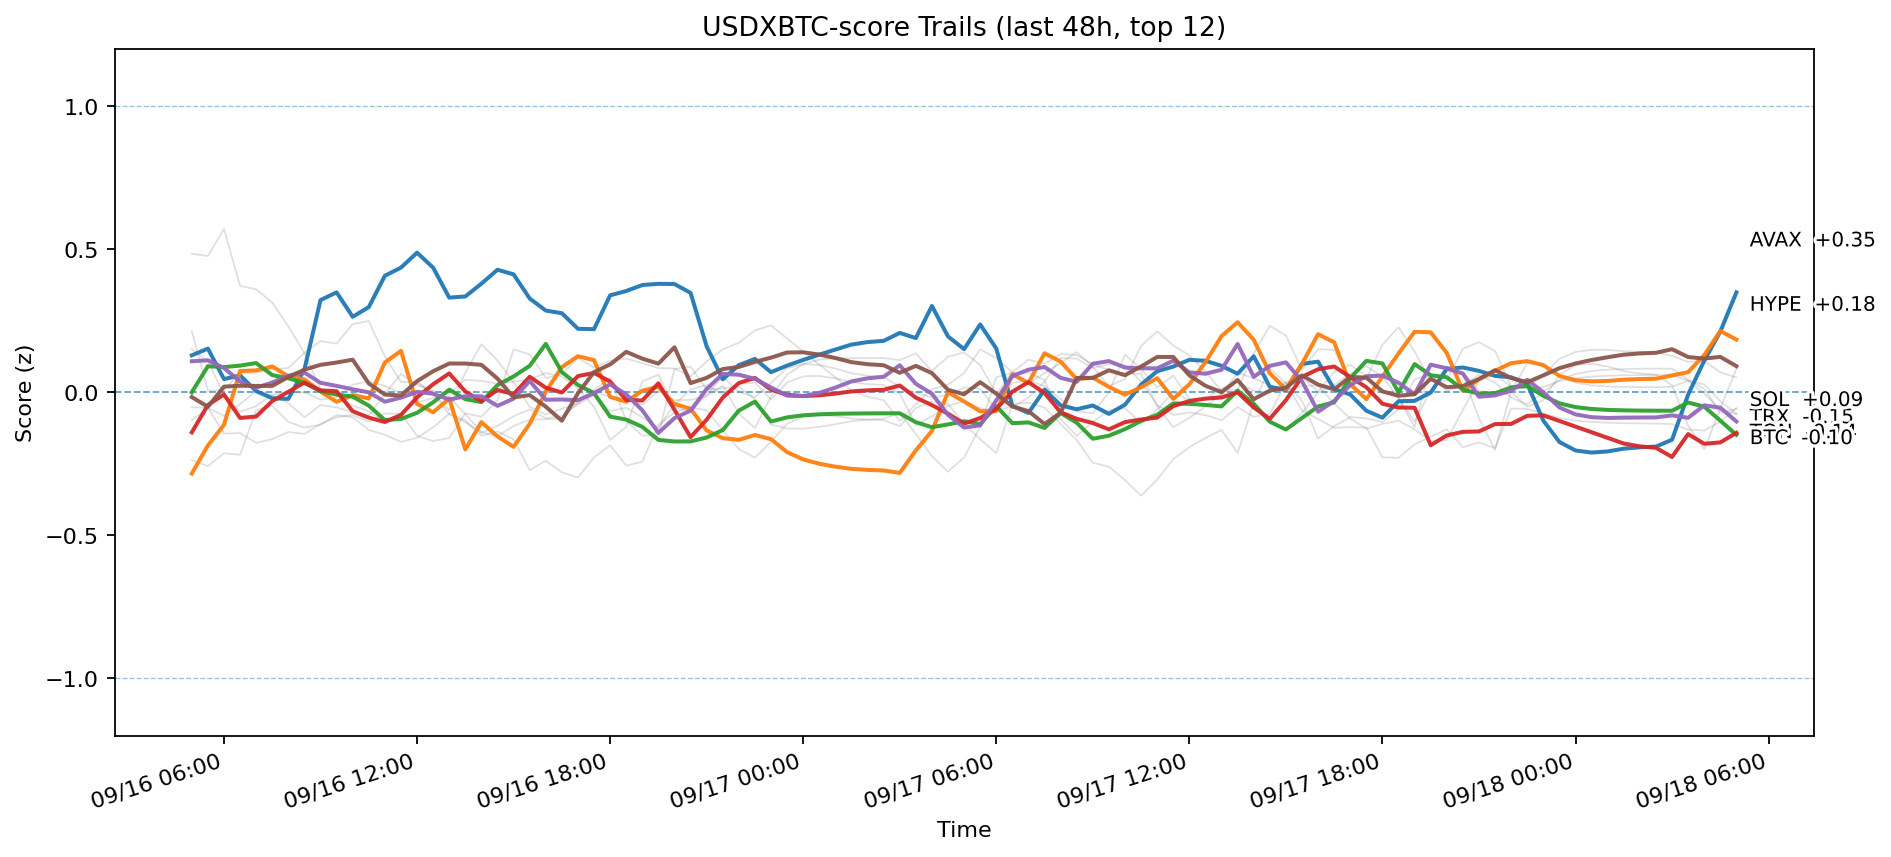 USDXBTC-score Trails (last 48h, top 12)
Score (z)
1.0
0.5
0.0
−0.5
−1.0
AVAX +0.35
HYPE +0.18
SOL +0.09
TRX -0.15
BTC -0.10
09/16 06:00
09/16 12:00
09/16 18:00
09/17 00:00
09/17 06:00
09/17 12:00
09/17 18:00
09/18 00:00
09/18 06:00
Time